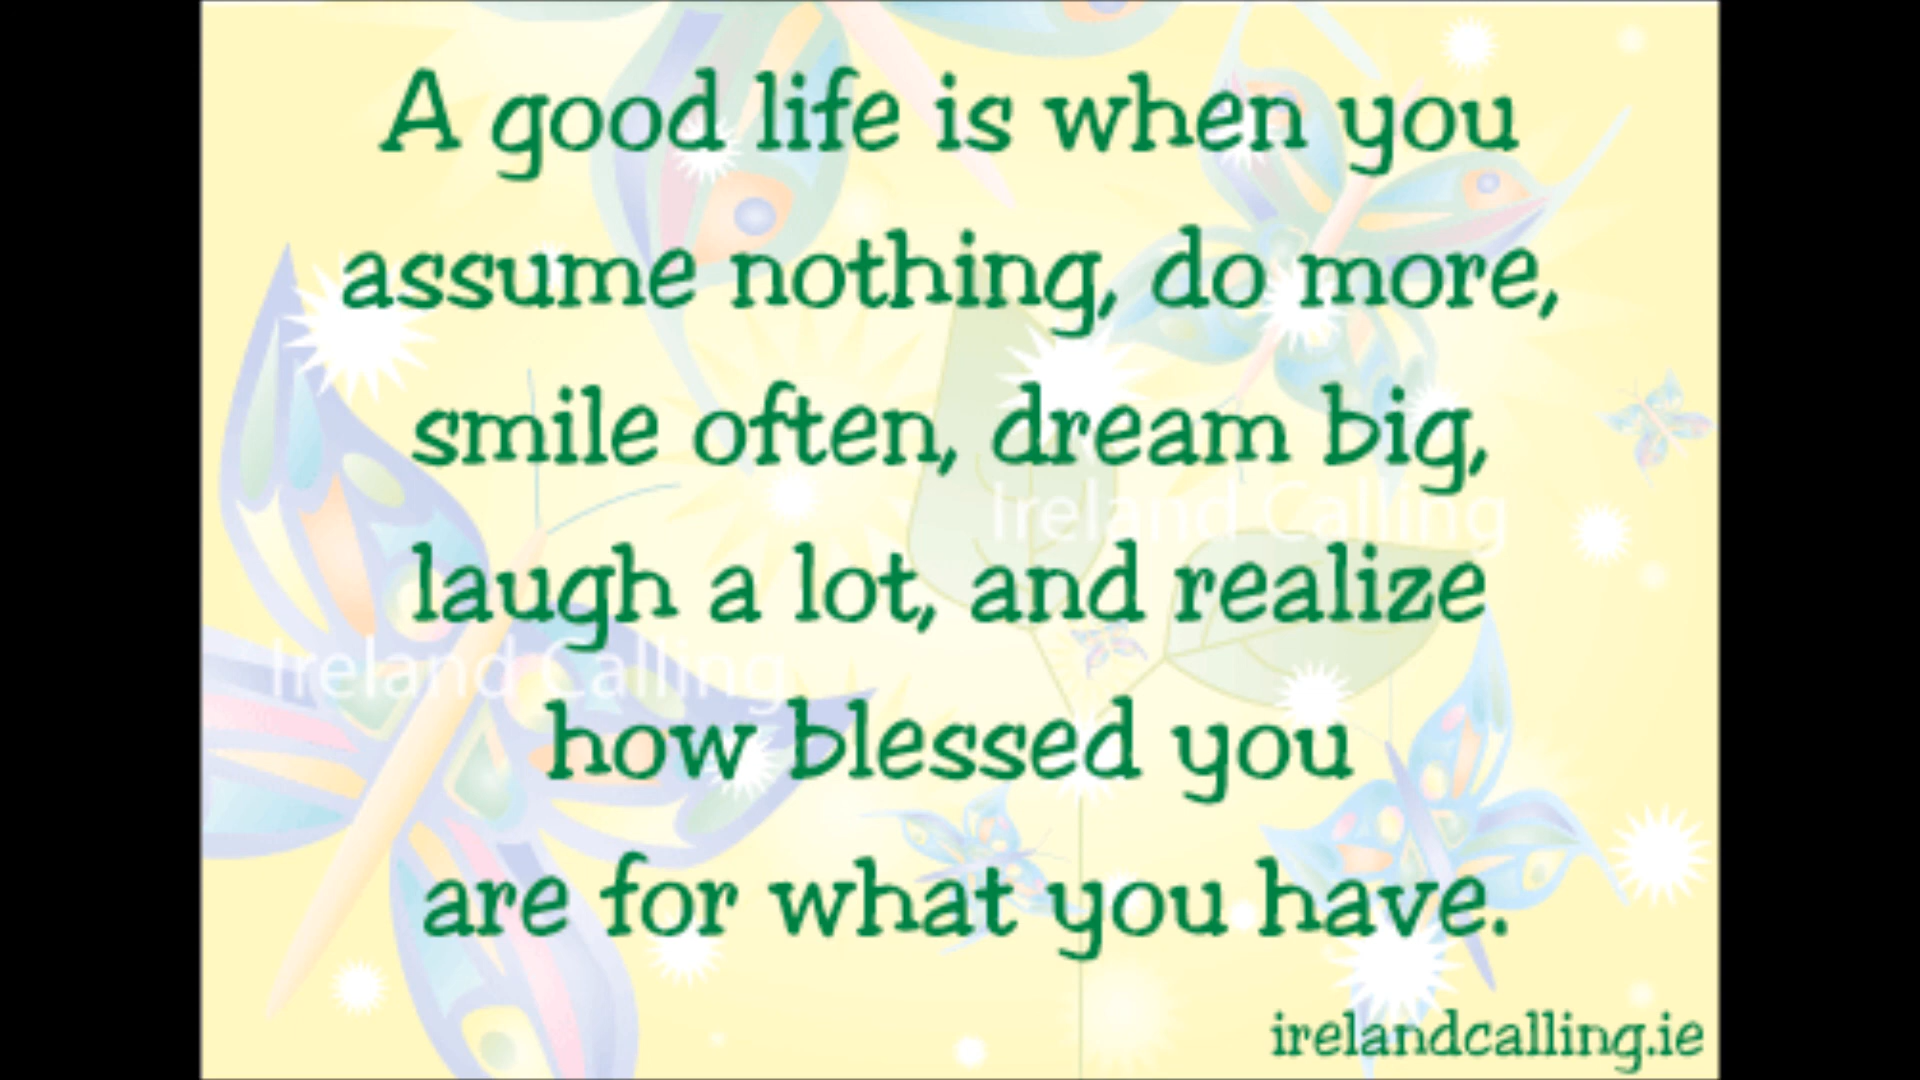 A good life is when you
assume nothing, do more,
smile often, dream big,
Ireland Calling
laugh a lot, and realize
Ireland Calling
how blessed you
are for what you have.
irelandcalling.ie